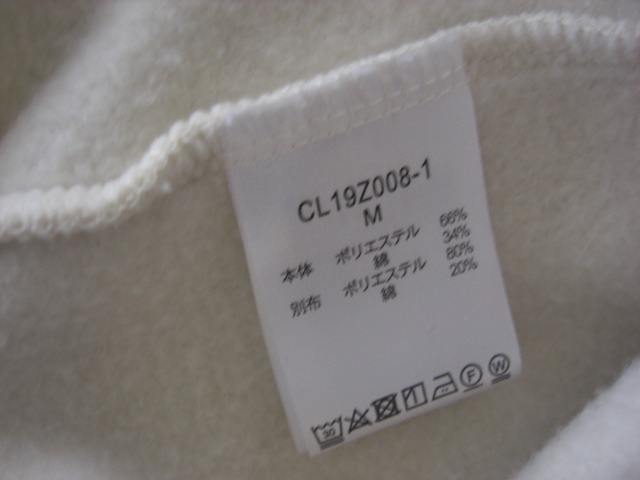 CL19Z008-1
M
本体 ポリエステル 66%
綿 34%
別布 ポリエステル 80%
綿 20%
30 F W